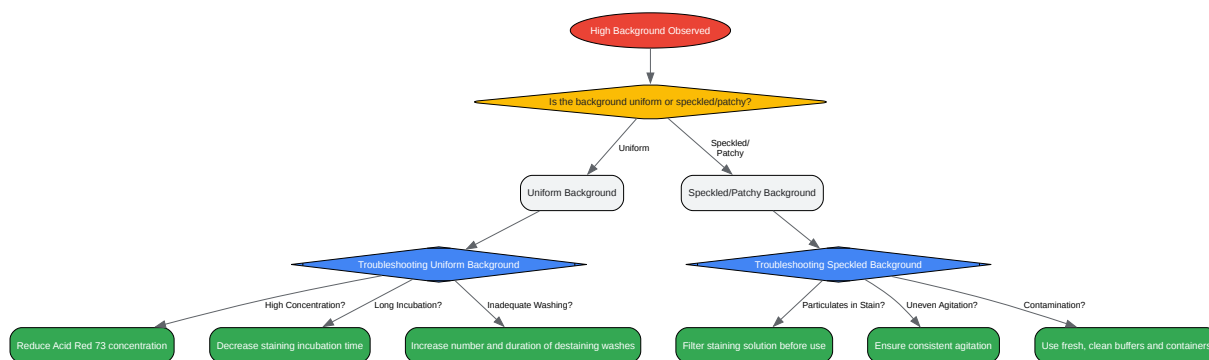 High Background Observed
Is the background uniform or speckled/patchy?
Uniform
Speckled/
Patchy
Uniform Background
Speckled/Patchy Background
Troubleshooting Uniform Background
Troubleshooting Speckled Background
High Concentration?
Long Incubation?
Inadequate Washing?
Particulates in Stain?
Uneven Agitation?
Contamination?
Reduce Acid Red 73 concentration
Decrease staining incubation time
Increase number and duration of destaining washes
Filter staining solution before use
Ensure consistent agitation
Use fresh, clean buffers and containers